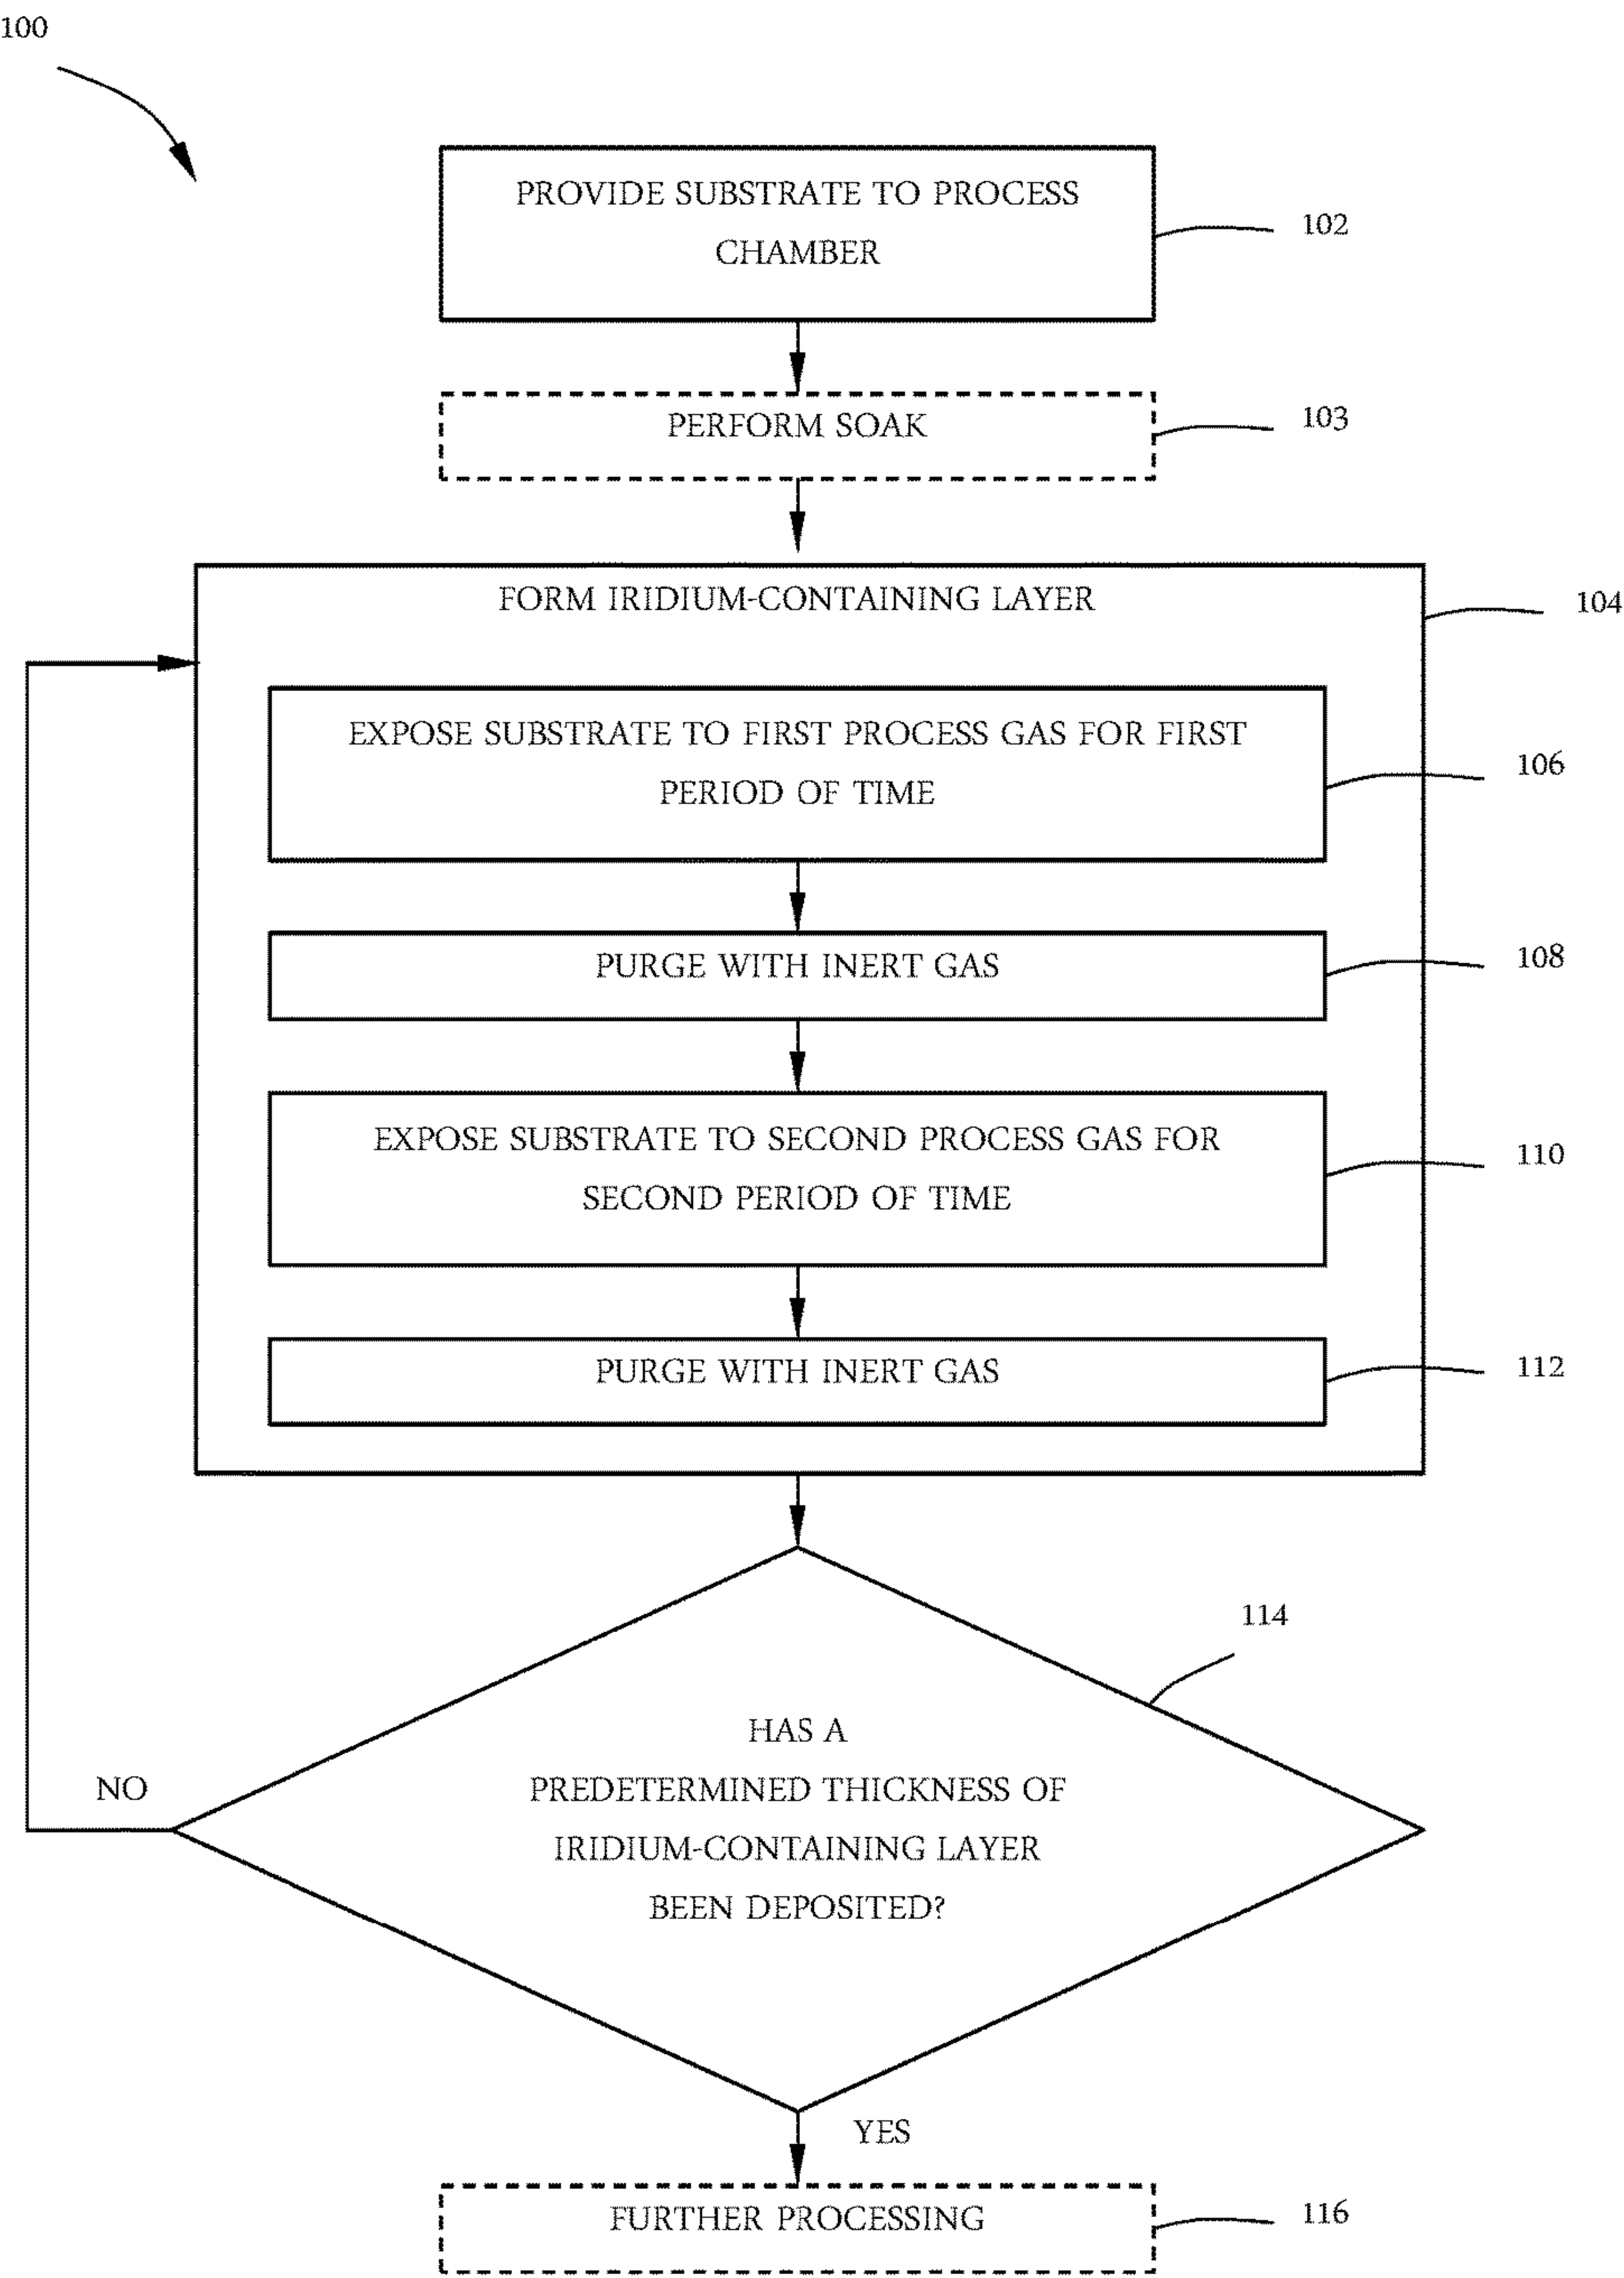 100
PROVIDE SUBSTRATE TO PROCESS
CHAMBER
102
PERFORM SOAK
103
FORM IRIDIUM-CONTAINING LAYER
104
EXPOSE SUBSTRATE TO FIRST PROCESS GAS FOR FIRST
PERIOD OF TIME
106
PURGE WITH INERT GAS
108
EXPOSE SUBSTRATE TO SECOND PROCESS GAS FOR
SECOND PERIOD OF TIME
110
PURGE WITH INERT GAS
112
114
HAS A
PREDETERMINED THICKNESS OF
IRIDIUM-CONTAINING LAYER
BEEN DEPOSITED?
NO
YES
FURTHER PROCESSING
116